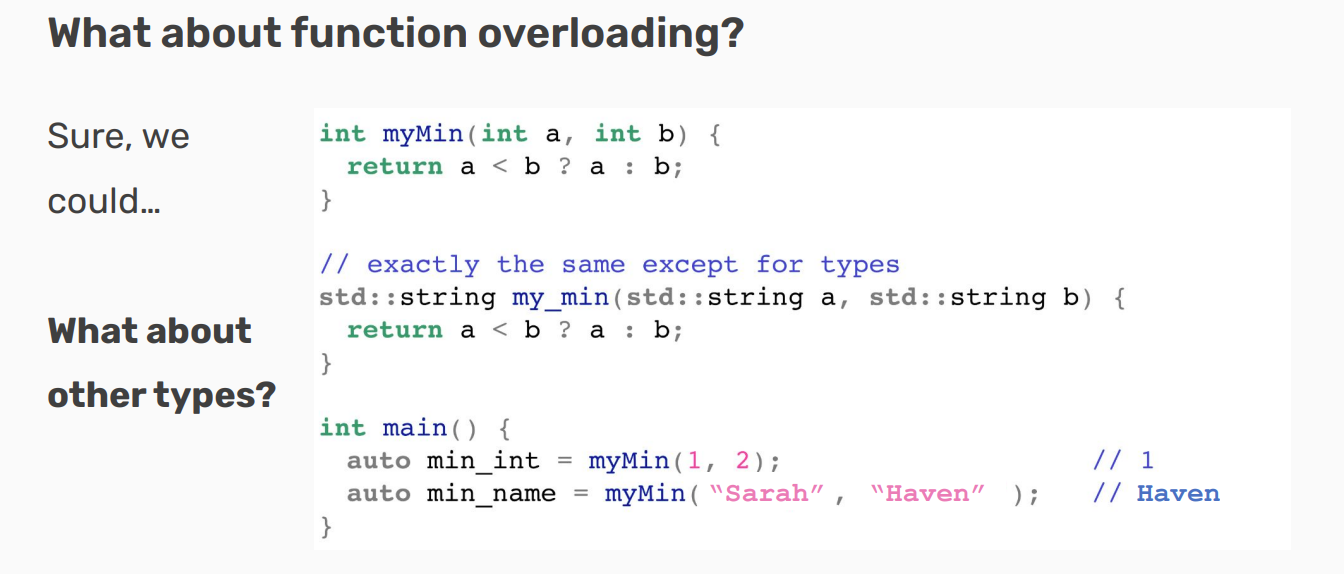 What about function overloading?
Sure, we
could…
What about
other types?
int myMin(int a, int b) {
  return a < b ? a : b;
}
// exactly the same except for types
std::string my_min(std::string a, std::string b) {
  return a < b ? a : b;
}
int main() {
  auto min_int = myMin(1, 2); // 1
  auto min_name = myMin( “Sarah” , “Haven” ); // Haven
}